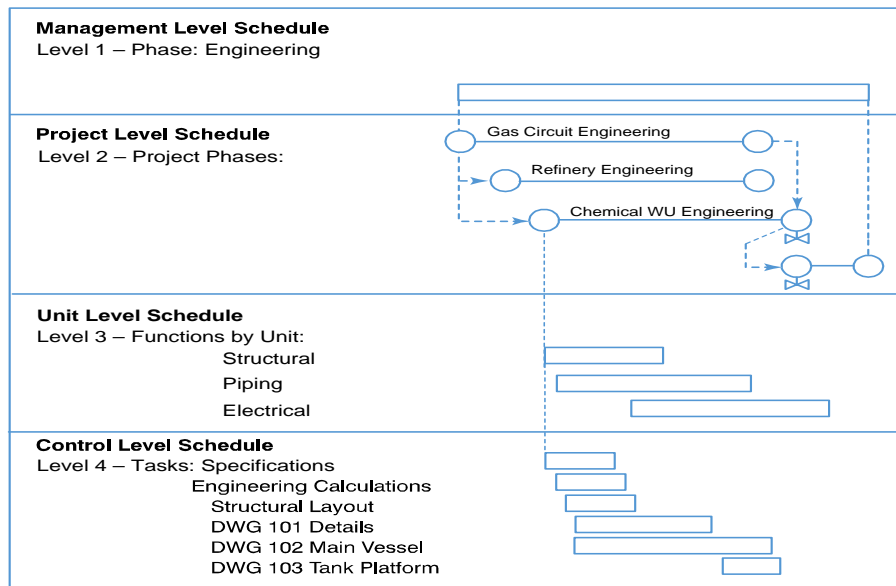 Management Level Schedule
Level 1 – Phase: Engineering
Project Level Schedule
Level 2 – Project Phases:
Gas Circuit Engineering
Refinery Engineering
Chemical WU Engineering
Unit Level Schedule
Level 3 – Functions by Unit:
Structural
Piping
Electrical
Control Level Schedule
Level 4 – Tasks: Specifications
Engineering Calculations
Structural Layout
DWG 101 Details
DWG 102 Main Vessel
DWG 103 Tank Platform